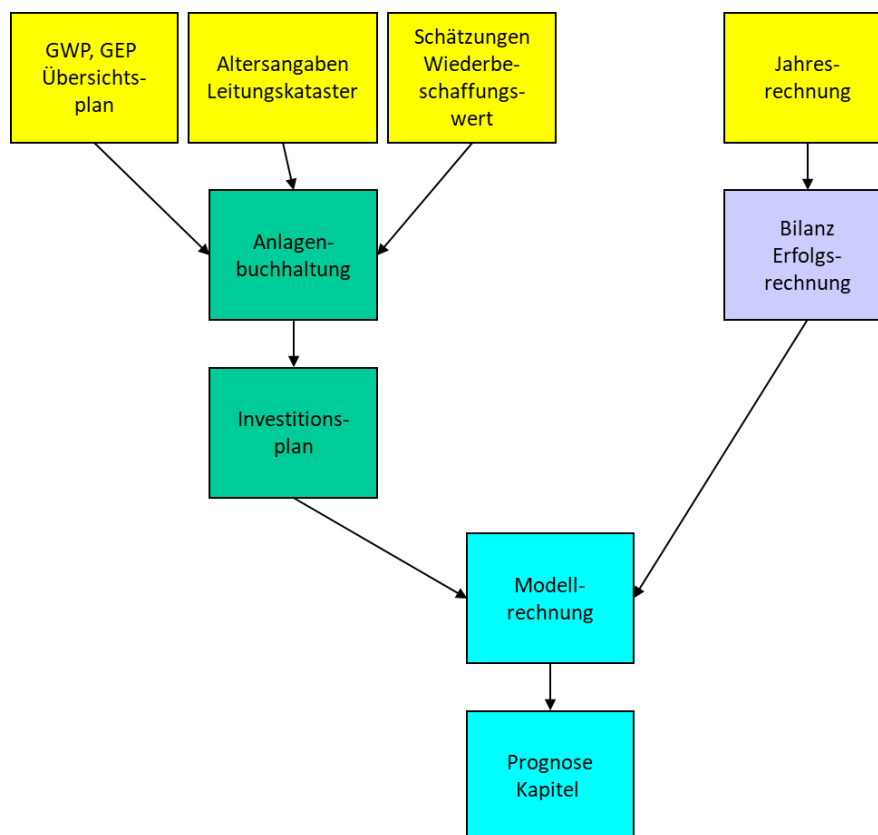 GWP, GEP
Übersichts-
plan
Altersangaben
Leitungskataster
Schätzungen
Wiederbe-
schaffungs-
wert
Jahres-
rechnung
Anlagen-
buchhaltung
Bilanz
Erfolgs-
rechnung
Investitions-
plan
Modell-
rechnung
Prognose
Kapitel